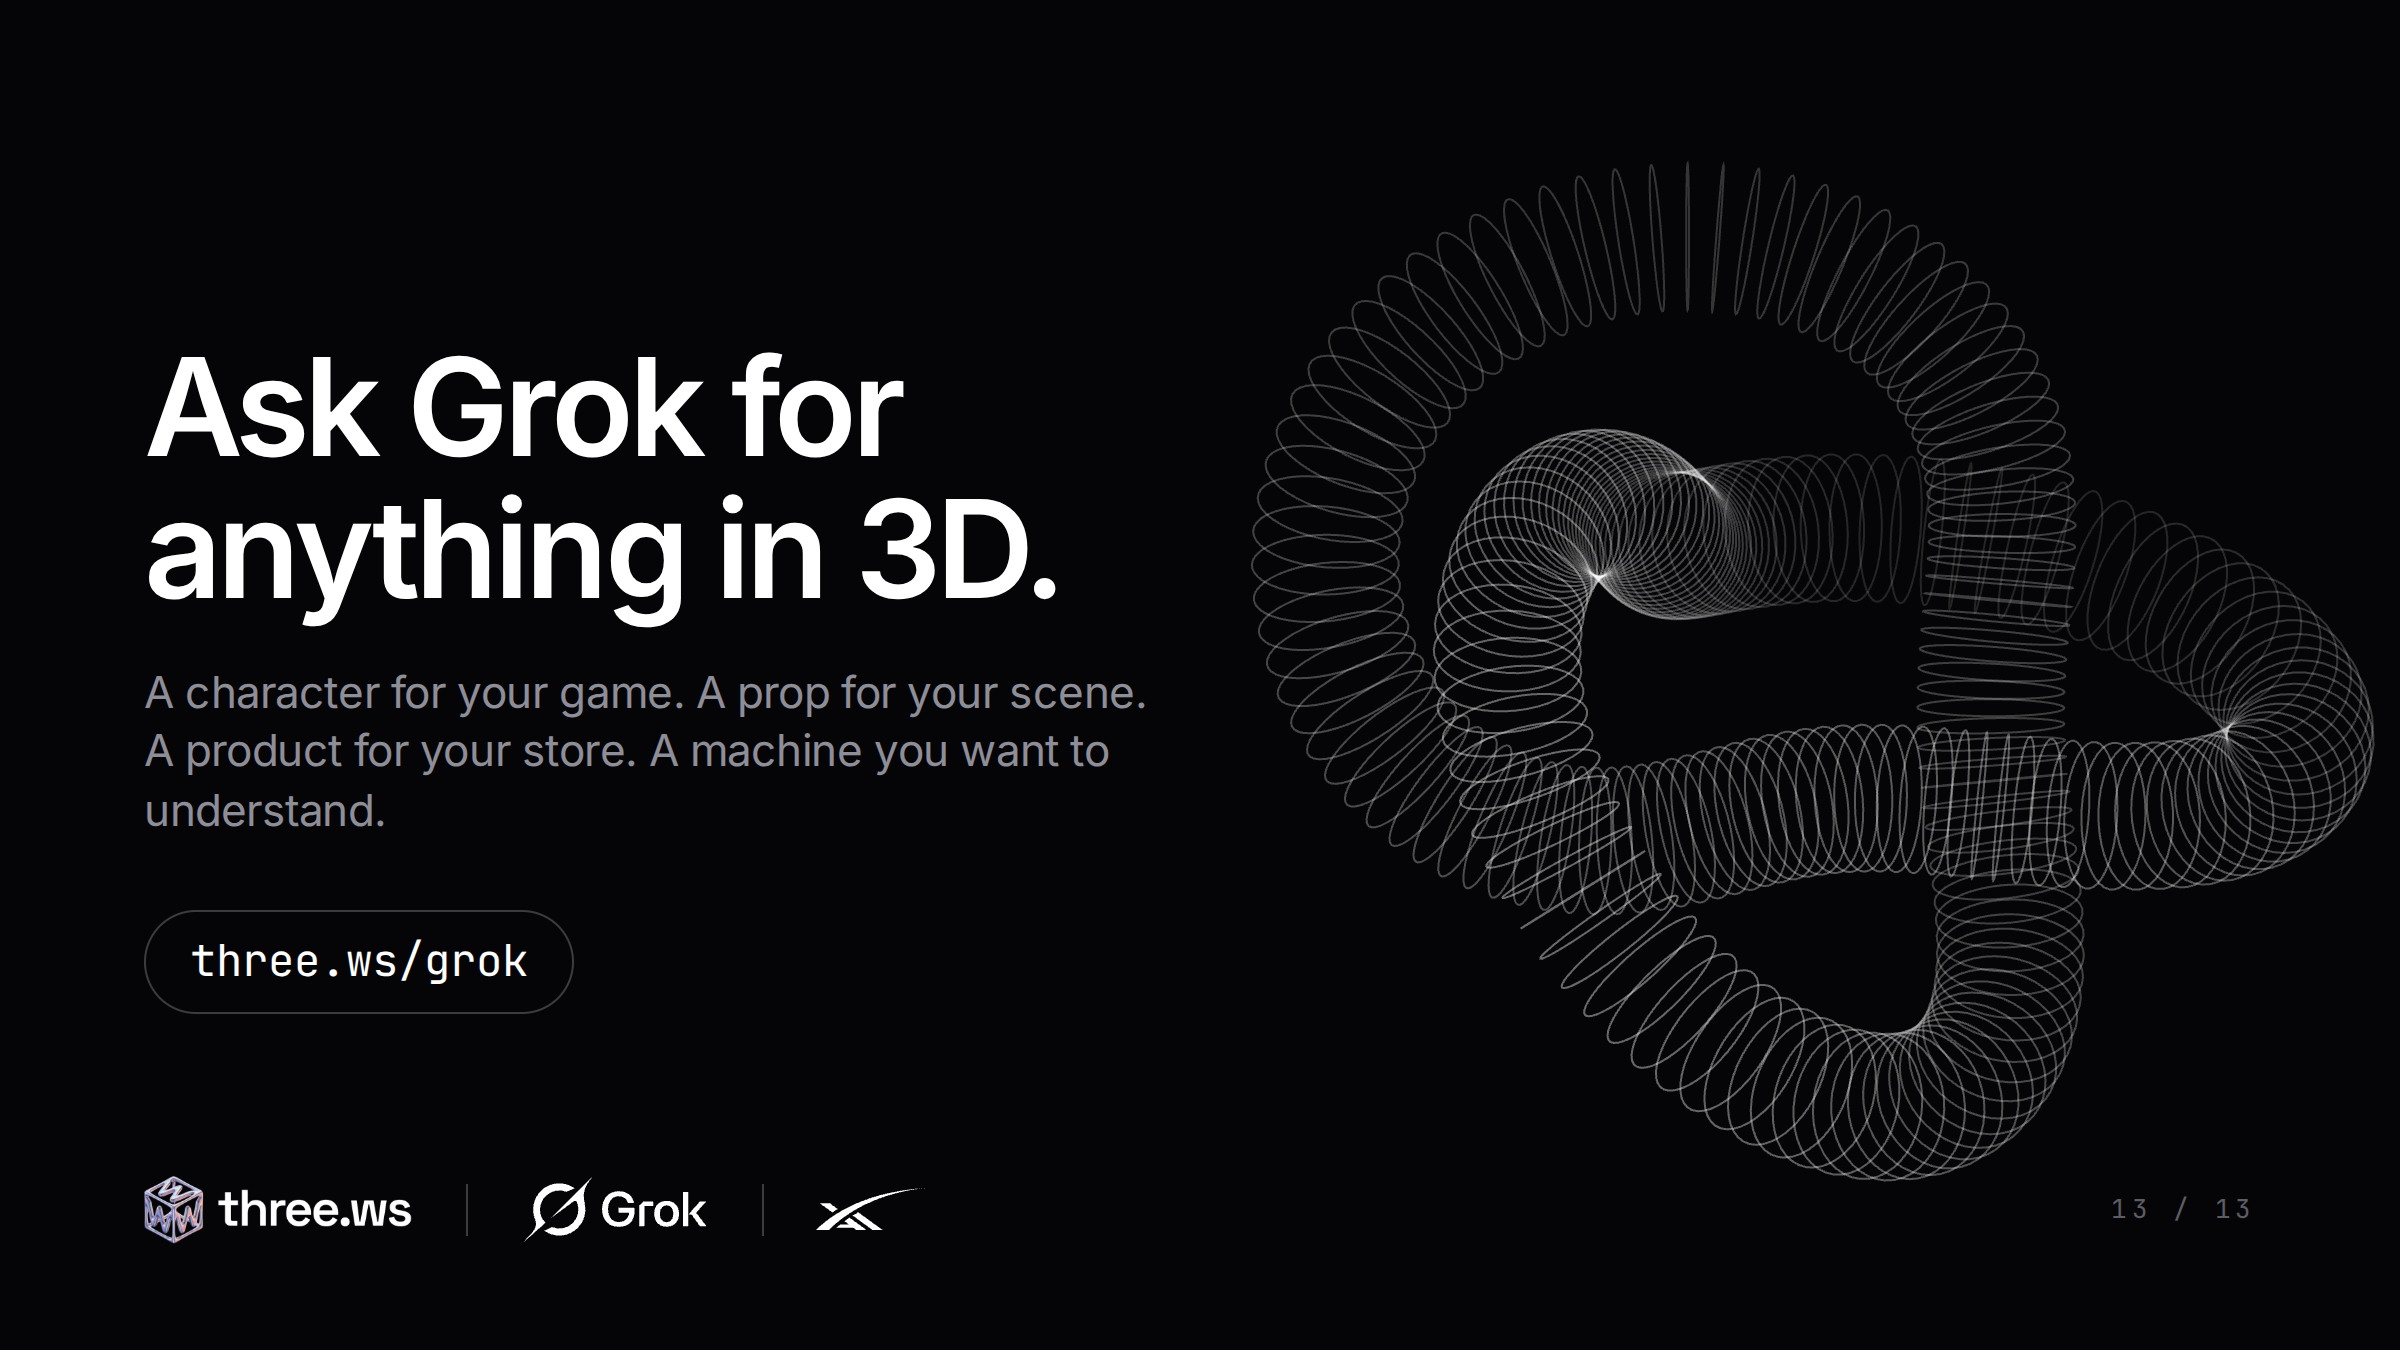 Ask Grok for
anything in 3D.
A character for your game. A prop for your scene.
A product for your store. A machine you want to
understand.
three.ws/grok
three.ws
Grok
13 / 13